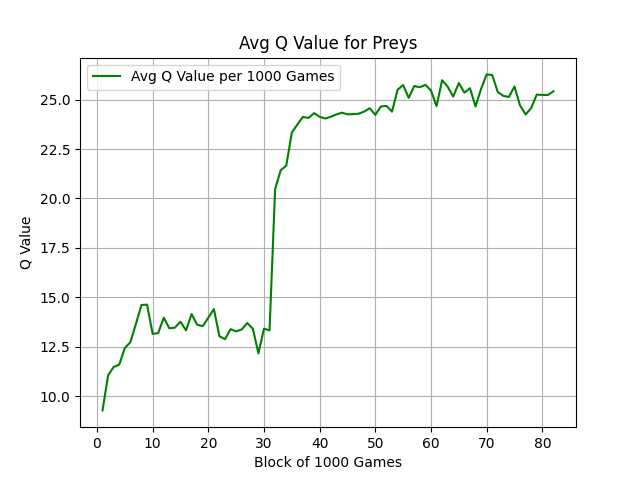 Avg Q Value for Preys
Avg Q Value per 1000 Games
25.0
22.5
20.0
17.5
15.0
12.5
10.0
Q Value
0 10 20 30 40 50 60 70 80
Block of 1000 Games